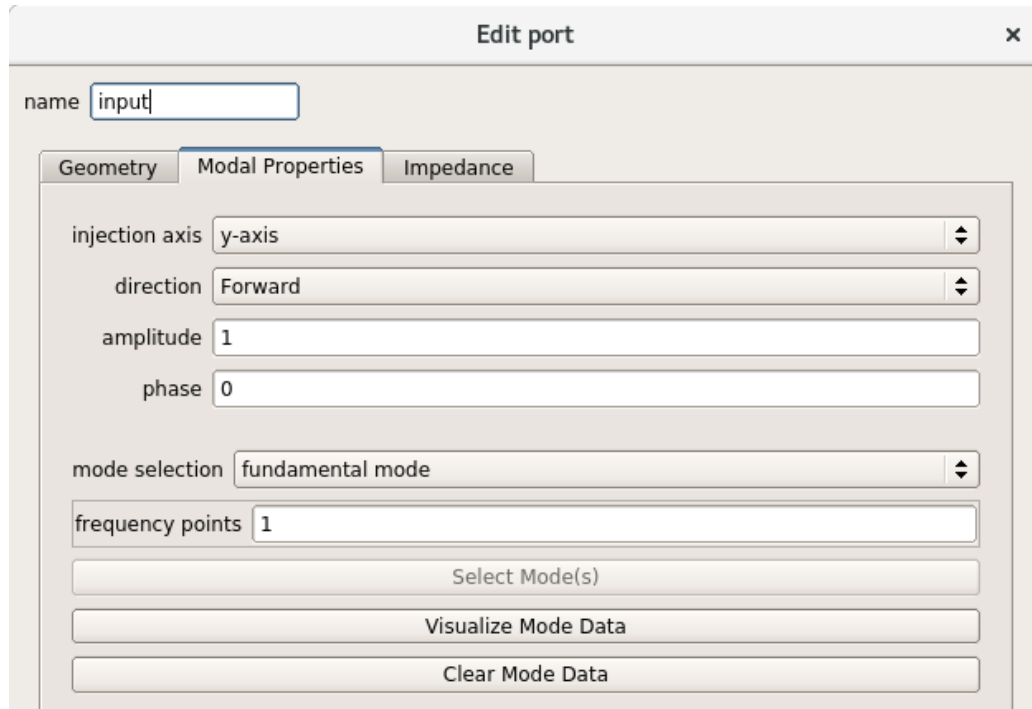 Edit port ×
name input
Geometry Modal Properties Impedance
injection axis y-axis
direction Forward
amplitude 1
phase 0
mode selection fundamental mode
frequency points 1
Select Mode(s)
Visualize Mode Data
Clear Mode Data